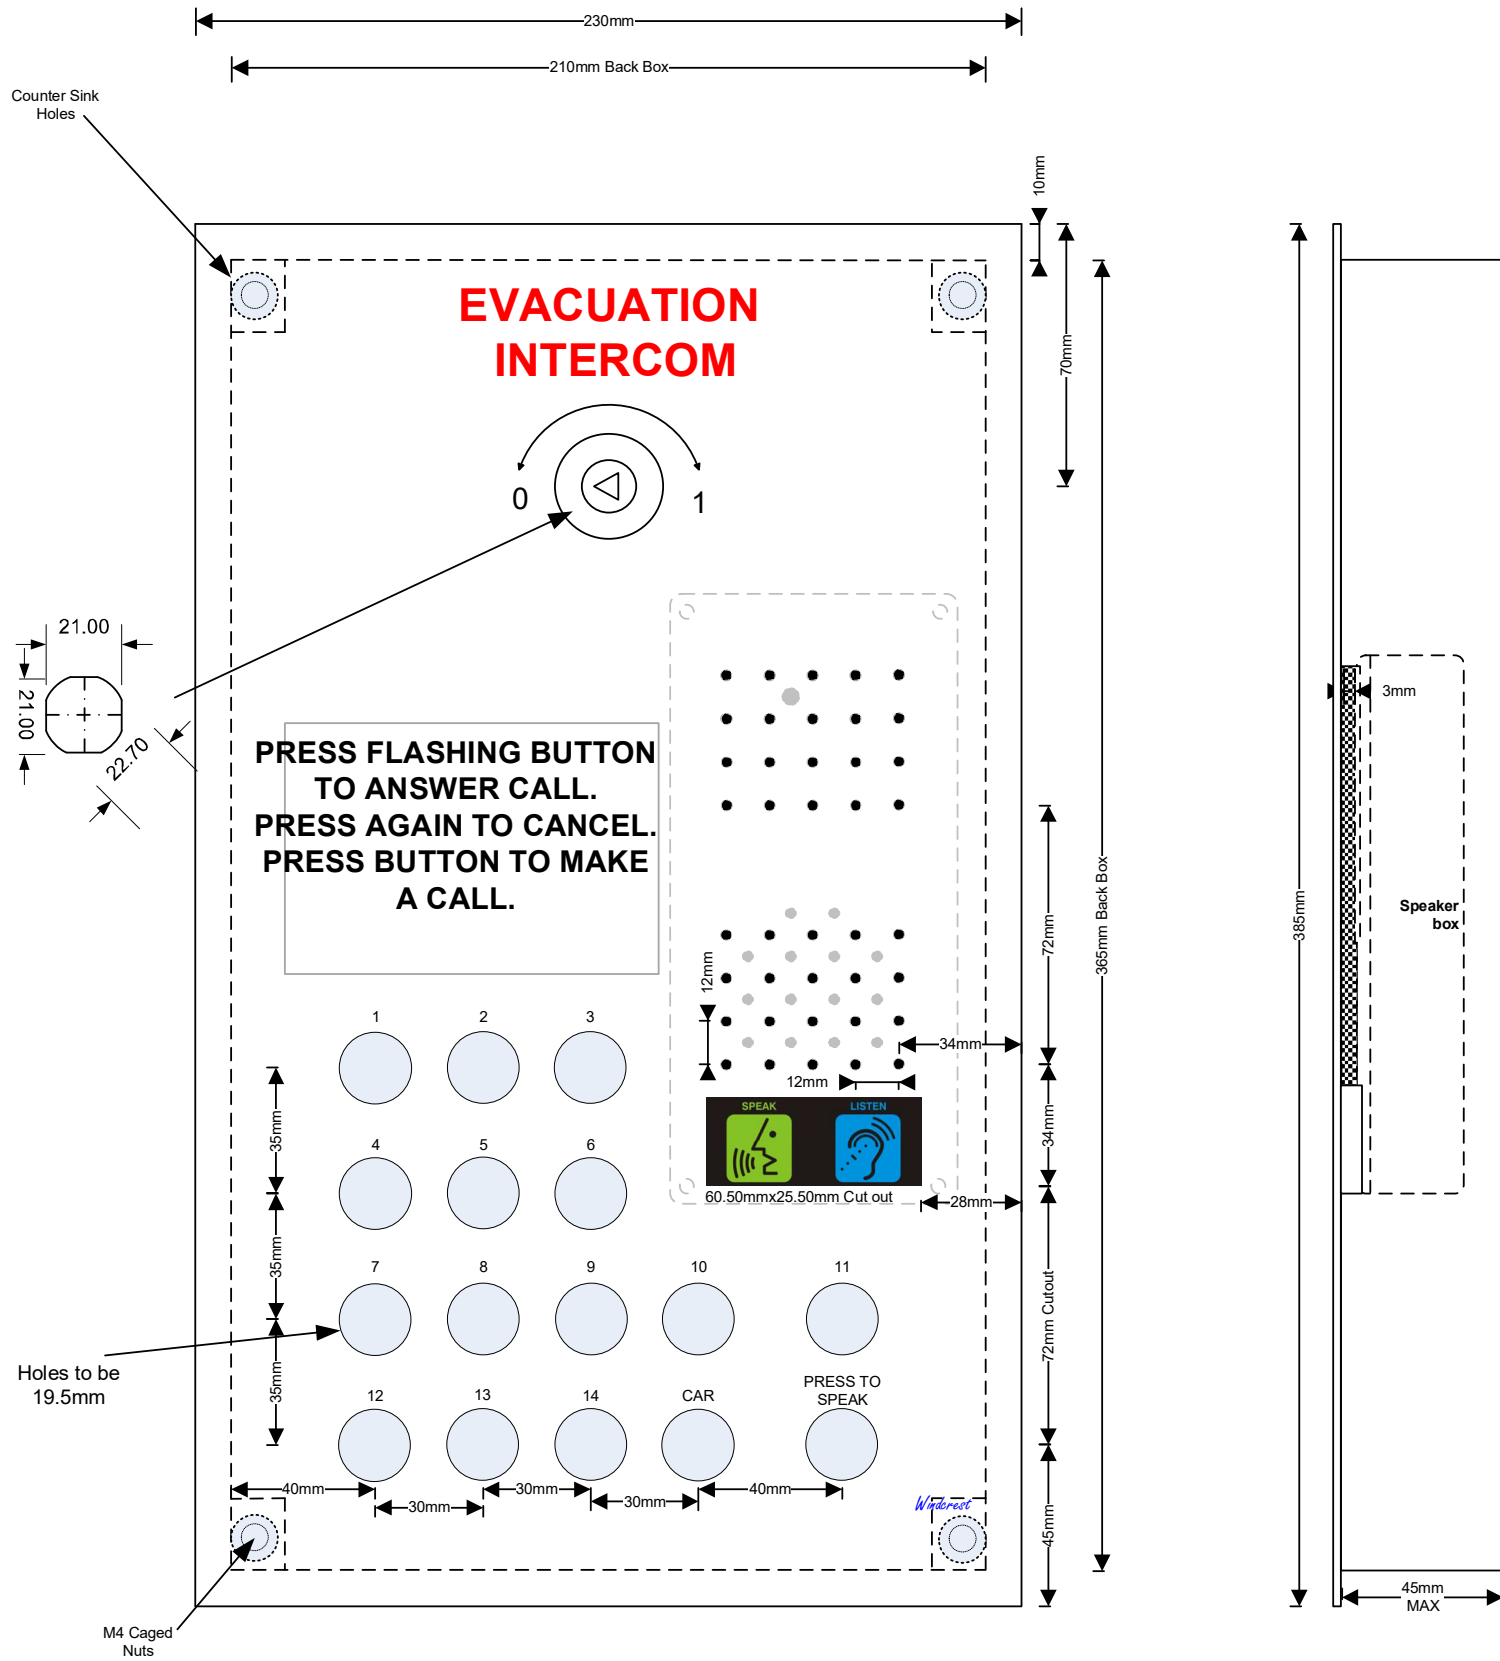 230mm
210mm Back Box
Counter Sink
Holes
10mm
EVACUATION
INTERCOM
70mm
0
1
21.00
21.00
22.70
3mm
PRESS FLASHING BUTTON
TO ANSWER CALL.
PRESS AGAIN TO CANCEL.
PRESS BUTTON TO MAKE
A CALL.
385mm
365mm Back Box
72mm
Speaker
box
12mm
1
2
3
34mm
12mm
SPEAK
LISTEN
34mm
35mm
4
5
6
60.50mmx25.50mm Cut out
28mm
35mm
7
8
9
10
11
72mm Cutout
Holes to be
19.5mm
35mm
12
13
14
CAR
PRESS TO
SPEAK
40mm
30mm
30mm
30mm
40mm
Windcrest
45mm
45mm
MAX
M4 Caged
Nuts